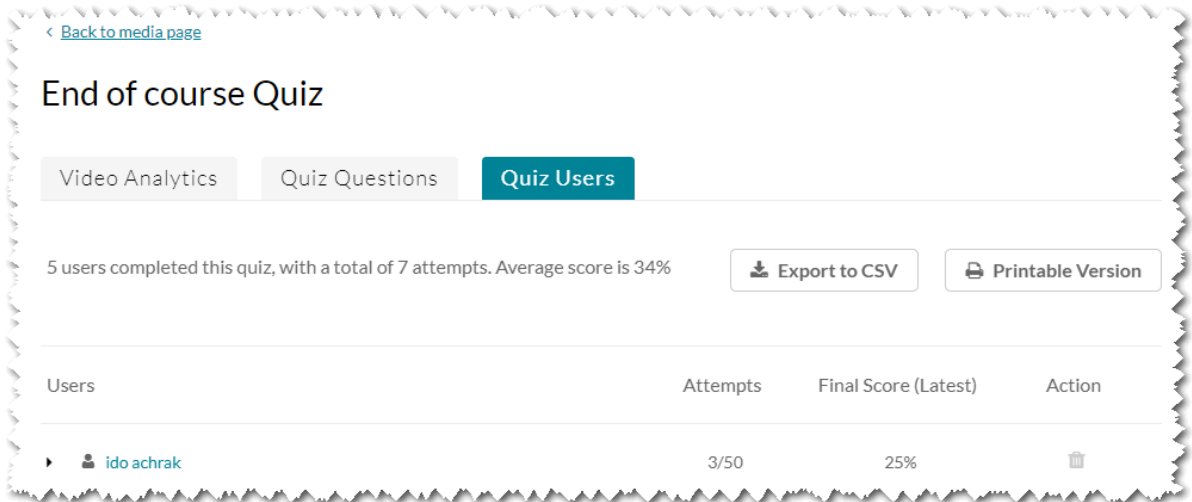 Back to media page
End of course Quiz
Video Analytics Quiz Questions Quiz Users
5 users completed this quiz, with a total of 7 attempts. Average score is 34% Export to CSV Printable Version
Users Attempts Final Score (Latest) Action
ido achrak 3/50 25%